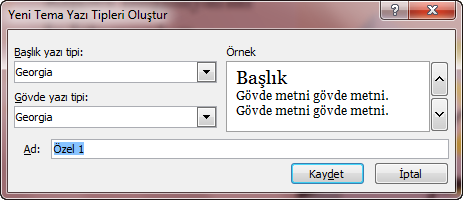 Yeni Tema Yazı Tipleri Oluştur
Başlık yazı tipi:
Georgia
Gövde yazı tipi:
Georgia
Örnek
Başlık
Gövde metni gövde metni.
Gövde metni gövde metni.
Ad:
Özel 1
Kaydet
İptal